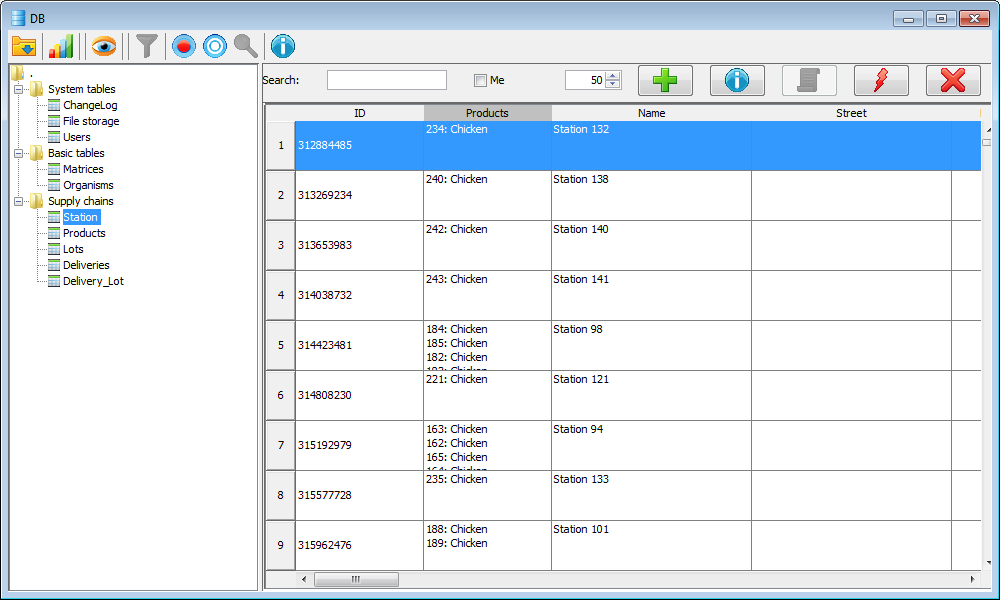 DB
.
System tables
ChangeLog
File storage
Users
Basic tables
Matrices
Organisms
Supply chains
Station
Products
Lots
Deliveries
Delivery_Lot
Search: Me 50
ID Products Name Street
1 312884485 234: Chicken Station 132
2 313269234 240: Chicken Station 138
3 313653983 242: Chicken Station 140
4 314038732 243: Chicken Station 141
5 314423481 184: Chicken Station 98
185: Chicken
182: Chicken
6 314808230 221: Chicken Station 121
7 315192979 163: Chicken Station 94
162: Chicken
165: Chicken
8 315577728 235: Chicken Station 133
9 315962476 188: Chicken Station 101
189: Chicken